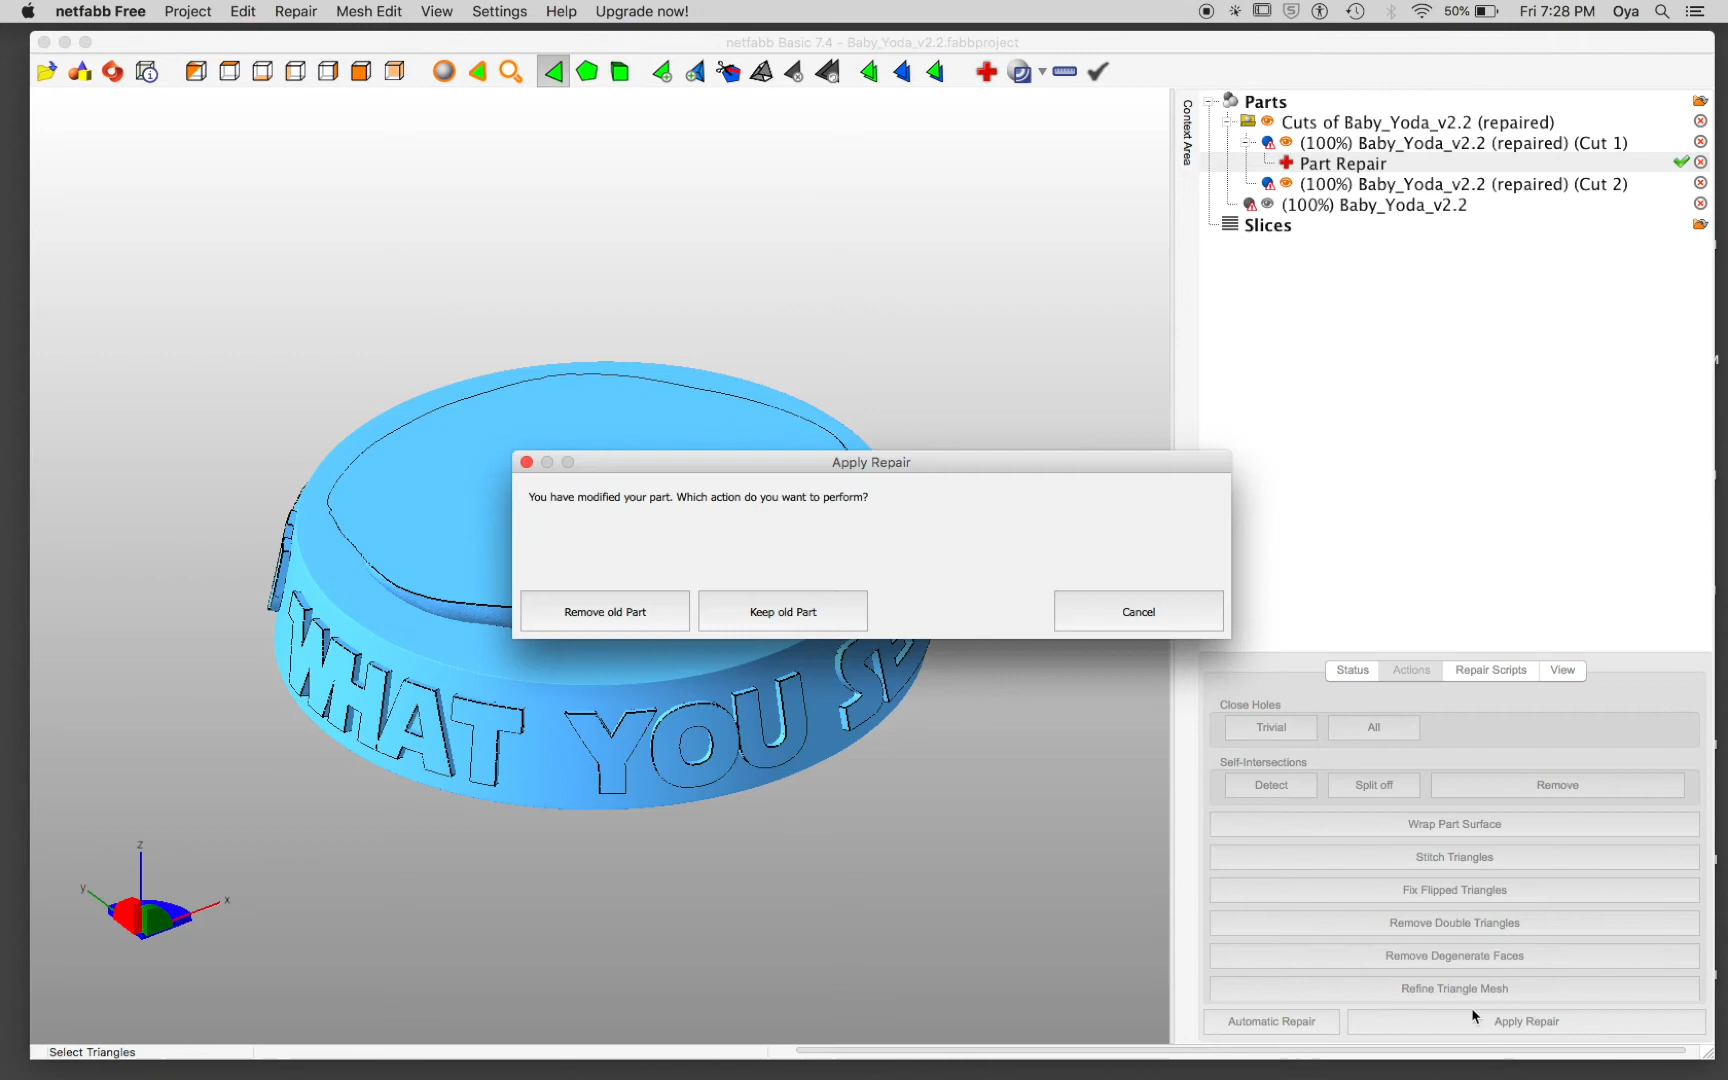 netfabb Free Project Edit Repair Mesh Edit View Settings Help Upgrade now! 50% Fri 7:28 PM Oya
netfabb Basic 7.4 - Baby_Yoda_v2.2.fabbproject
Context Area
Parts
Cuts of Baby_Yoda_v2.2 (repaired)
(100%) Baby_Yoda_v2.2 (repaired) (Cut 1)
Part Repair
(100%) Baby_Yoda_v2.2 (repaired) (Cut 2)
(100%) Baby_Yoda_v2.2
Slices
Apply Repair
You have modified your part. Which action do you want to perform?
Remove old Part Keep old Part Cancel
WHAT YOU
Status Actions Repair Scripts View
Close Holes
Trivial All
Self-Intersections
Detect Split off Remove
Wrap Part Surface
Stitch Triangles
Fix Flipped Triangles
Remove Double Triangles
Remove Degenerate Faces
Refine Triangle Mesh
Automatic Repair Apply Repair
z
y
x
Select Triangles